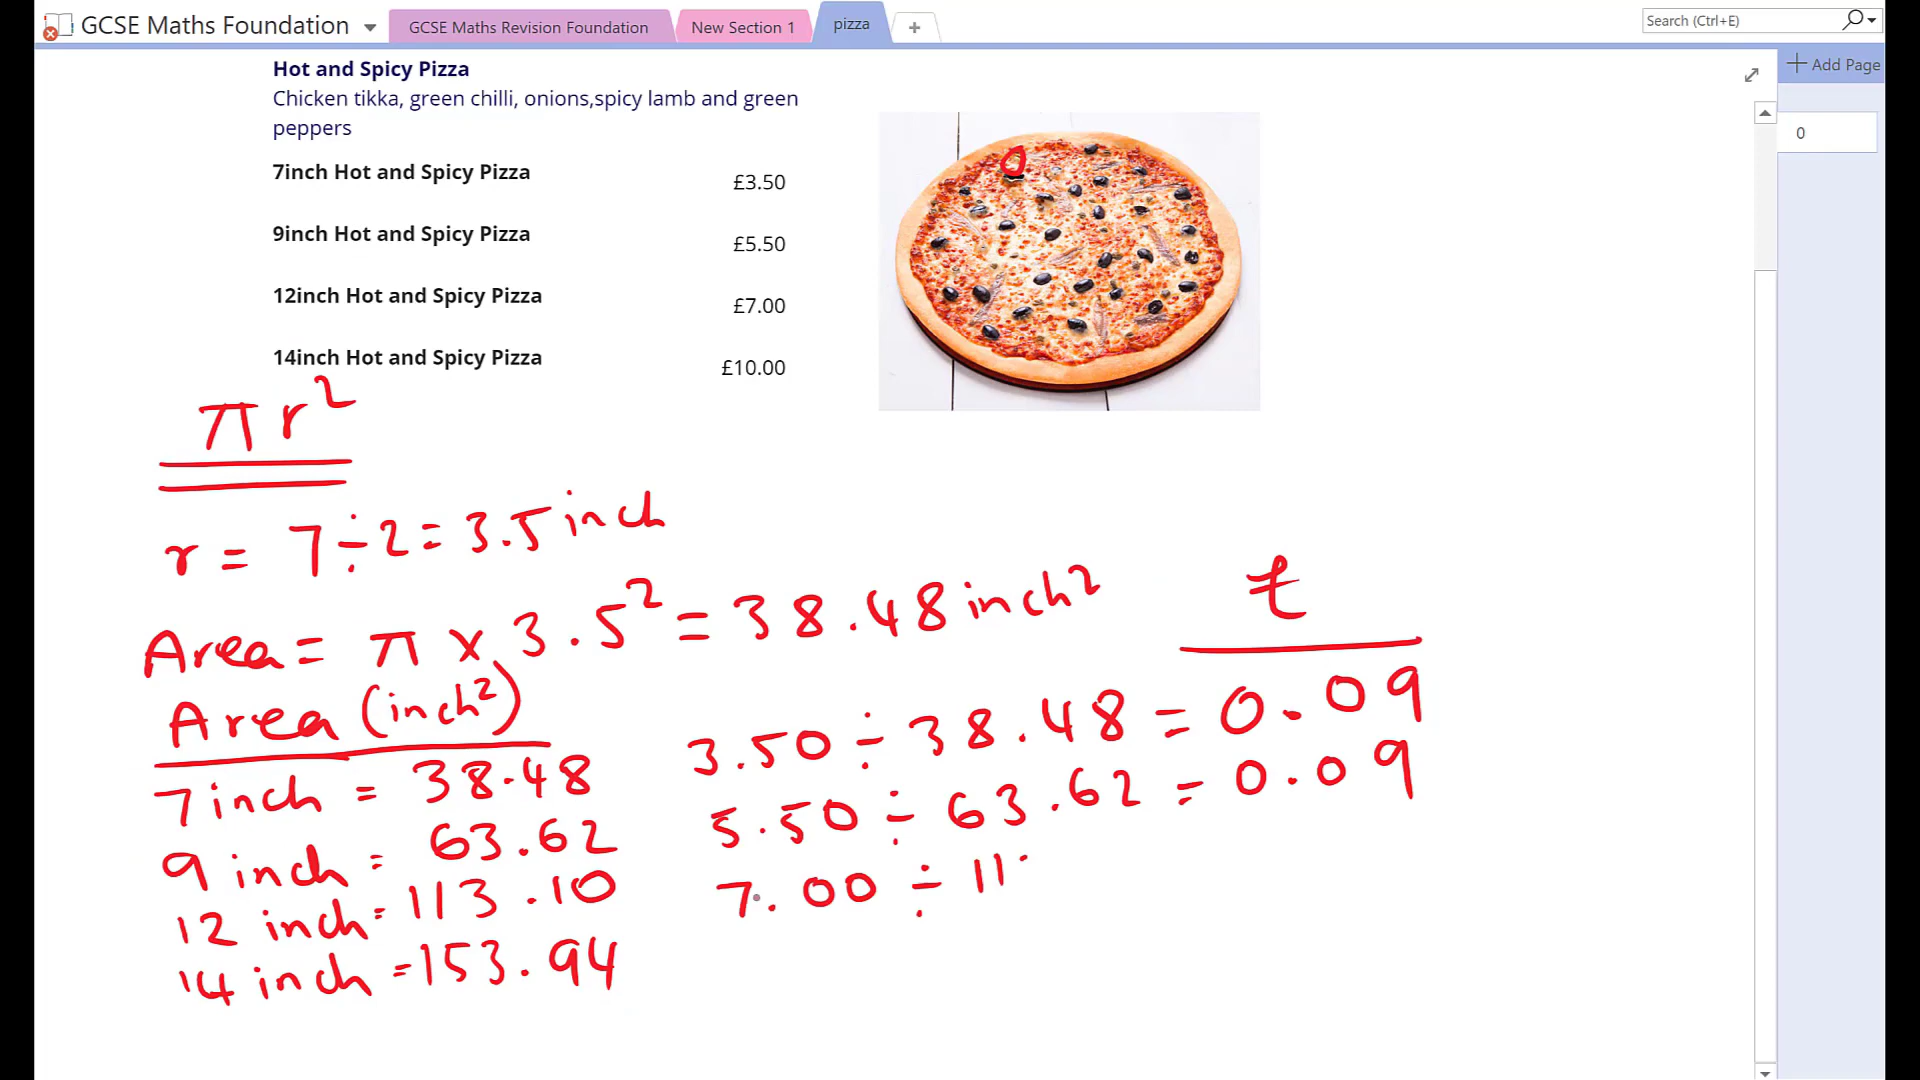 GCSE Maths Foundation
GCSE Maths Revision Foundation
New Section 1
pizza
+
Search (Ctrl+E)
Add Page
0
Hot and Spicy Pizza
Chicken tikka, green chilli, onions,spicy lamb and green
peppers
7inch Hot and Spicy Pizza £3.50
9inch Hot and Spicy Pizza £5.50
12inch Hot and Spicy Pizza £7.00
14inch Hot and Spicy Pizza £10.00
π r²
r = 7÷2 = 3.5 inch
Area = π × 3.5² = 38.48 inch²
£
Area (inch²)
7 inch = 38.48
9 inch = 63.62
12 inch = 113.10
14 inch = 153.94
3.50 ÷ 38.48 = 0.09
5.50 ÷ 63.62 = 0.09
7.00 ÷ 11